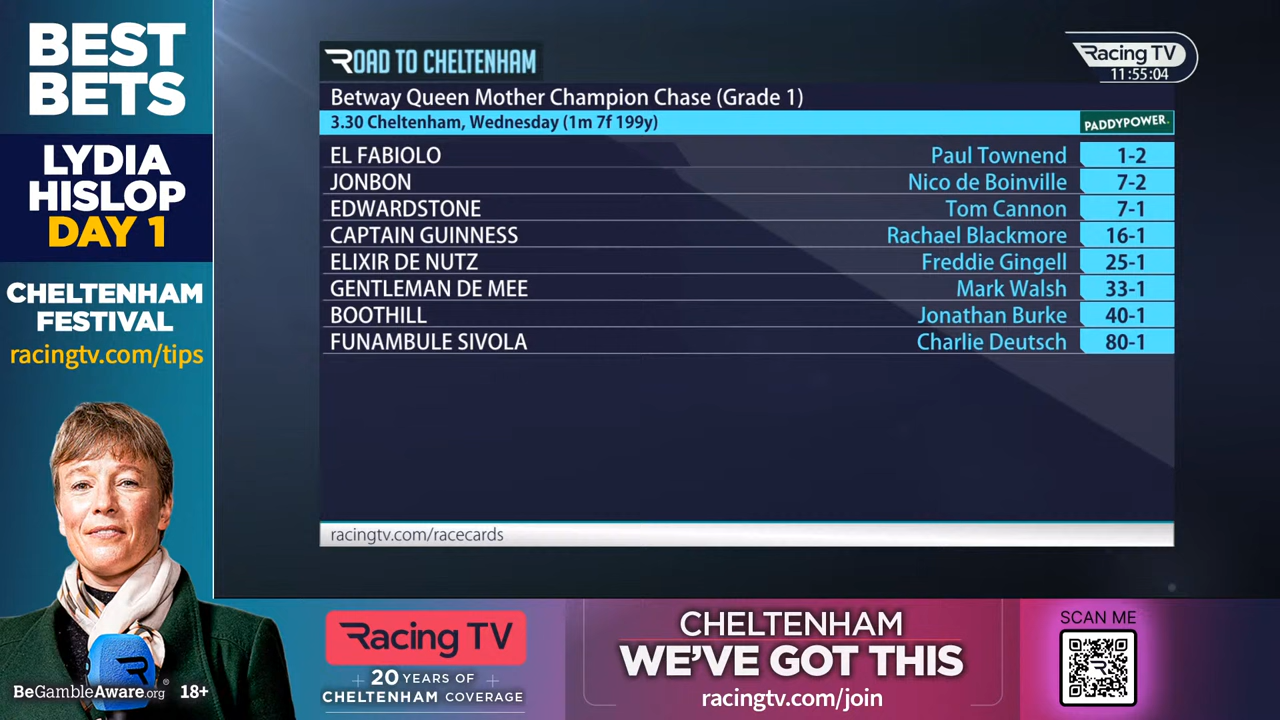 BEST
BETS
LYDIA
HISLOP
DAY 1
CHELTENHAM
FESTIVAL
racingtv.com/tips
BeGambleAware.org® 18+
ROAD TO CHELTENHAM
Racing TV
11:55:04
Betway Queen Mother Champion Chase (Grade 1)
3.30 Cheltenham, Wednesday (1m 7f 199y) PADDYPOWER.
EL FABIOLO Paul Townend 1-2
JONBON Nico de Boinville 7-2
EDWARDSTONE Tom Cannon 7-1
CAPTAIN GUINNESS Rachael Blackmore 16-1
ELIXIR DE NUTZ Freddie Gingell 25-1
GENTLEMAN DE MEE Mark Walsh 33-1
BOOTHILL Jonathan Burke 40-1
FUNAMBULE SIVOLA Charlie Deutsch 80-1
racingtv.com/racecards
Racing TV
20 YEARS OF
CHELTENHAM COVERAGE
CHELTENHAM
WE'VE GOT THIS
racingtv.com/join
SCAN ME